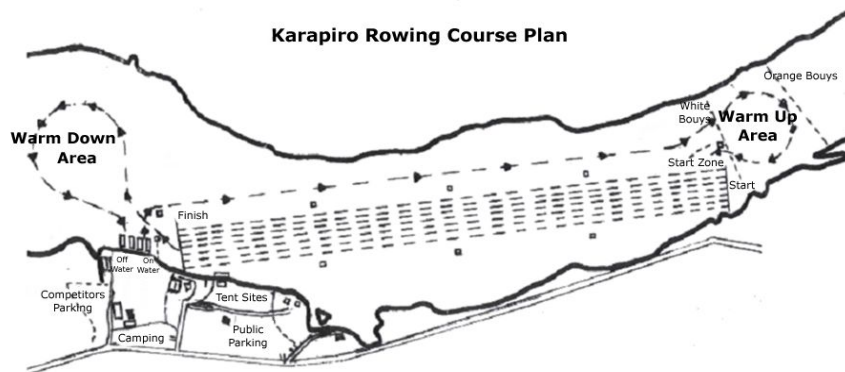 Karapiro Rowing Course Plan
Orange Bouys
White
Bouys
Warm Up
Area
Warm Down
Area
Start Zone
Start
Finish
Off
Water
On
Water
Competitors
Parking
Tent Sites
Public
Parking
Camping